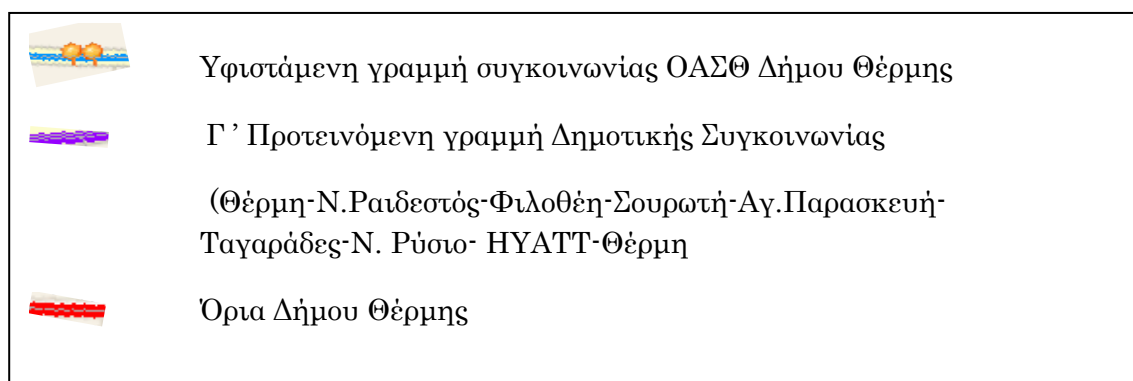 Υφιστάμενη γραμμή συγκοινωνίας ΟΑΣΘ Δήμου Θέρμης
Γ ’ Προτεινόμενη γραμμή Δημοτικής Συγκοινωνίας
(Θέρμη-Ν.Ραιδεστός-Φιλοθέη-Σουρωτή-Αγ.Παρασκευή-
Ταγαράδες-Ν. Ρύσιο- HYATT-Θέρμη
Όρια Δήμου Θέρμης